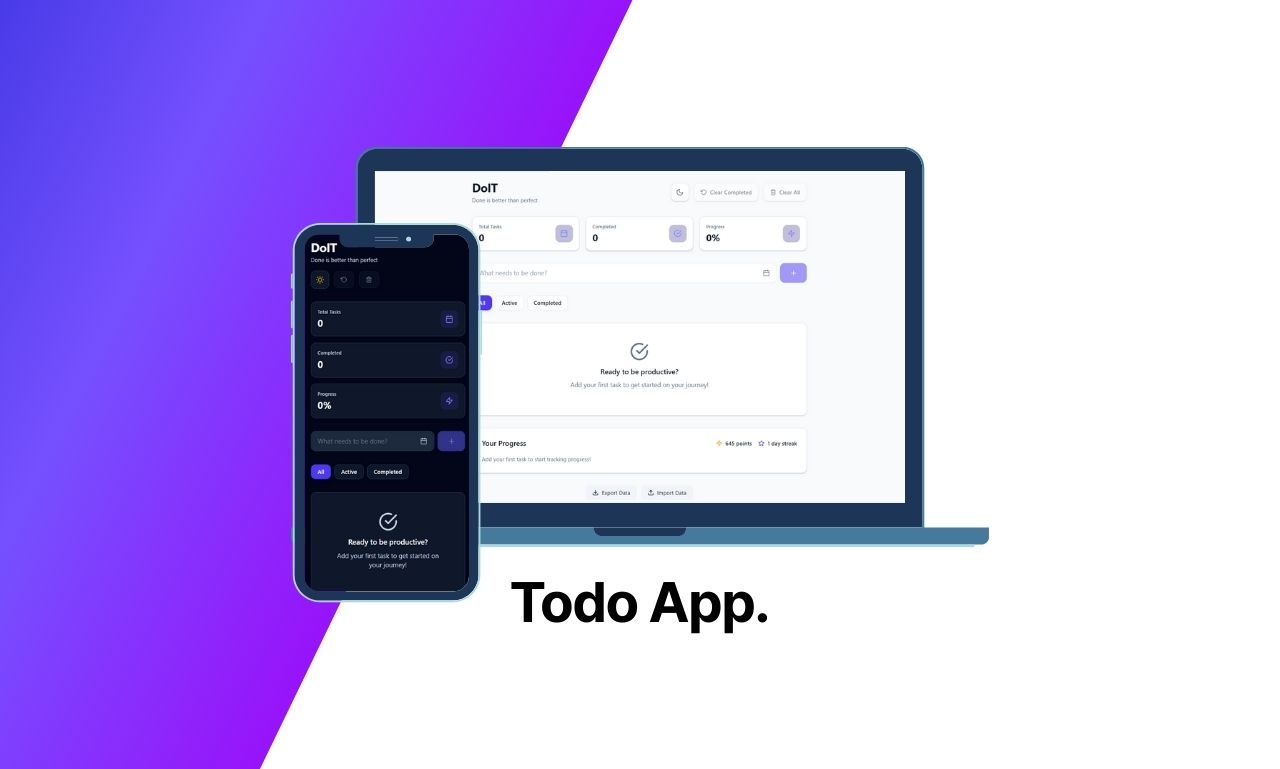 DoIT
Done is better than perfect
Clear Completed
Clear All
Total Tasks
0
Completed
0
Progress
0%
What needs to be done?
+
All
Active
Completed
Ready to be productive?
Add your first task to get started on your journey!
Your Progress
645 points
1 day streak
Add your first task to start tracking progress!
Export Data
Import Data
DoIT
Done is better than perfect
Total Tasks
0
Completed
0
Progress
0%
What needs to be done?
+
All
Active
Completed
Ready to be productive?
Add your first task to get started on
your journey!
Todo App.